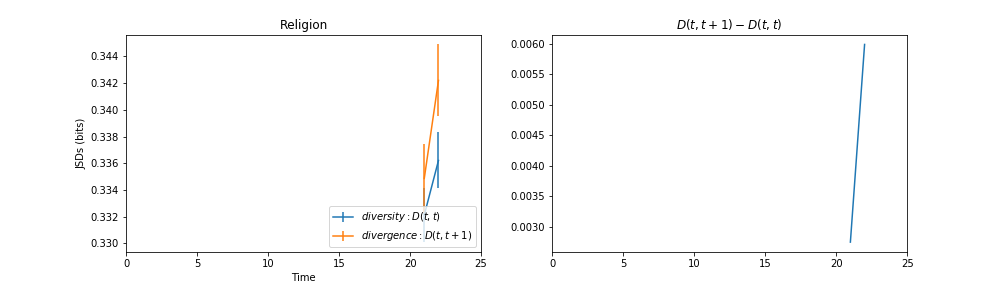 Religion
JSDs (bits)
0.344
0.342
0.340
0.338
0.336
0.334
0.332
0.330
diversity : D(t, t)
divergence : D(t, t + 1)
0 5 10 15 20 25
Time
D(t, t + 1) − D(t, t)
0.0060
0.0055
0.0050
0.0045
0.0040
0.0035
0.0030
0 5 10 15 20 25